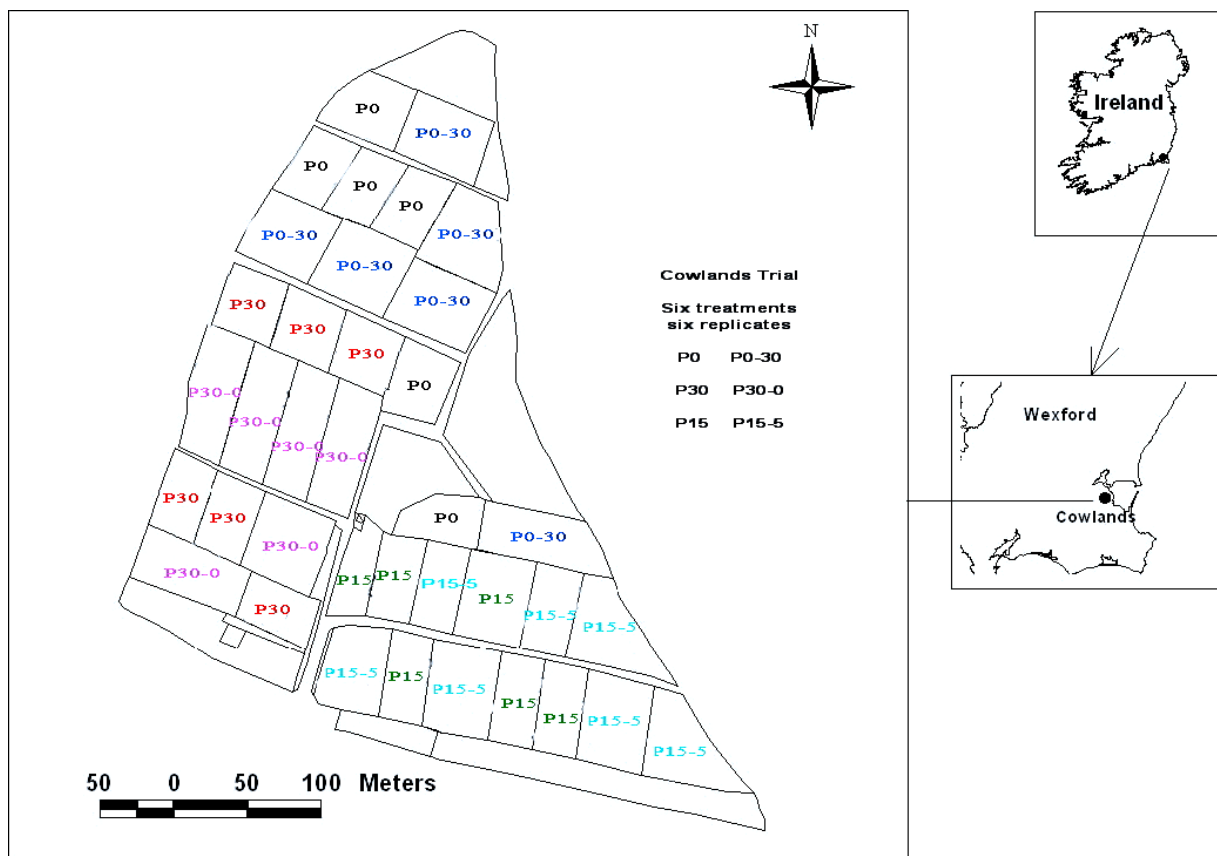 N
P0
P0-30
P0
P0
P0
P0-30
P0-30
P0-30
P0-30
P30
P30
P30
P0
P30-0
P30-0
P30-0
P30-0
P30
P30
P30-0
P30-0
P30
P0
P0-30
P15
P15
P15-5
P15
P15-5
P15-5
P15-5
P15
P15-5
P15
P15
P15-5
P15-5
Cowlands Trial
Six treatments
six replicates
P0 P0-30
P30 P30-0
P15 P15-5
50 0 50 100 Meters
Ireland
Wexford
Cowlands